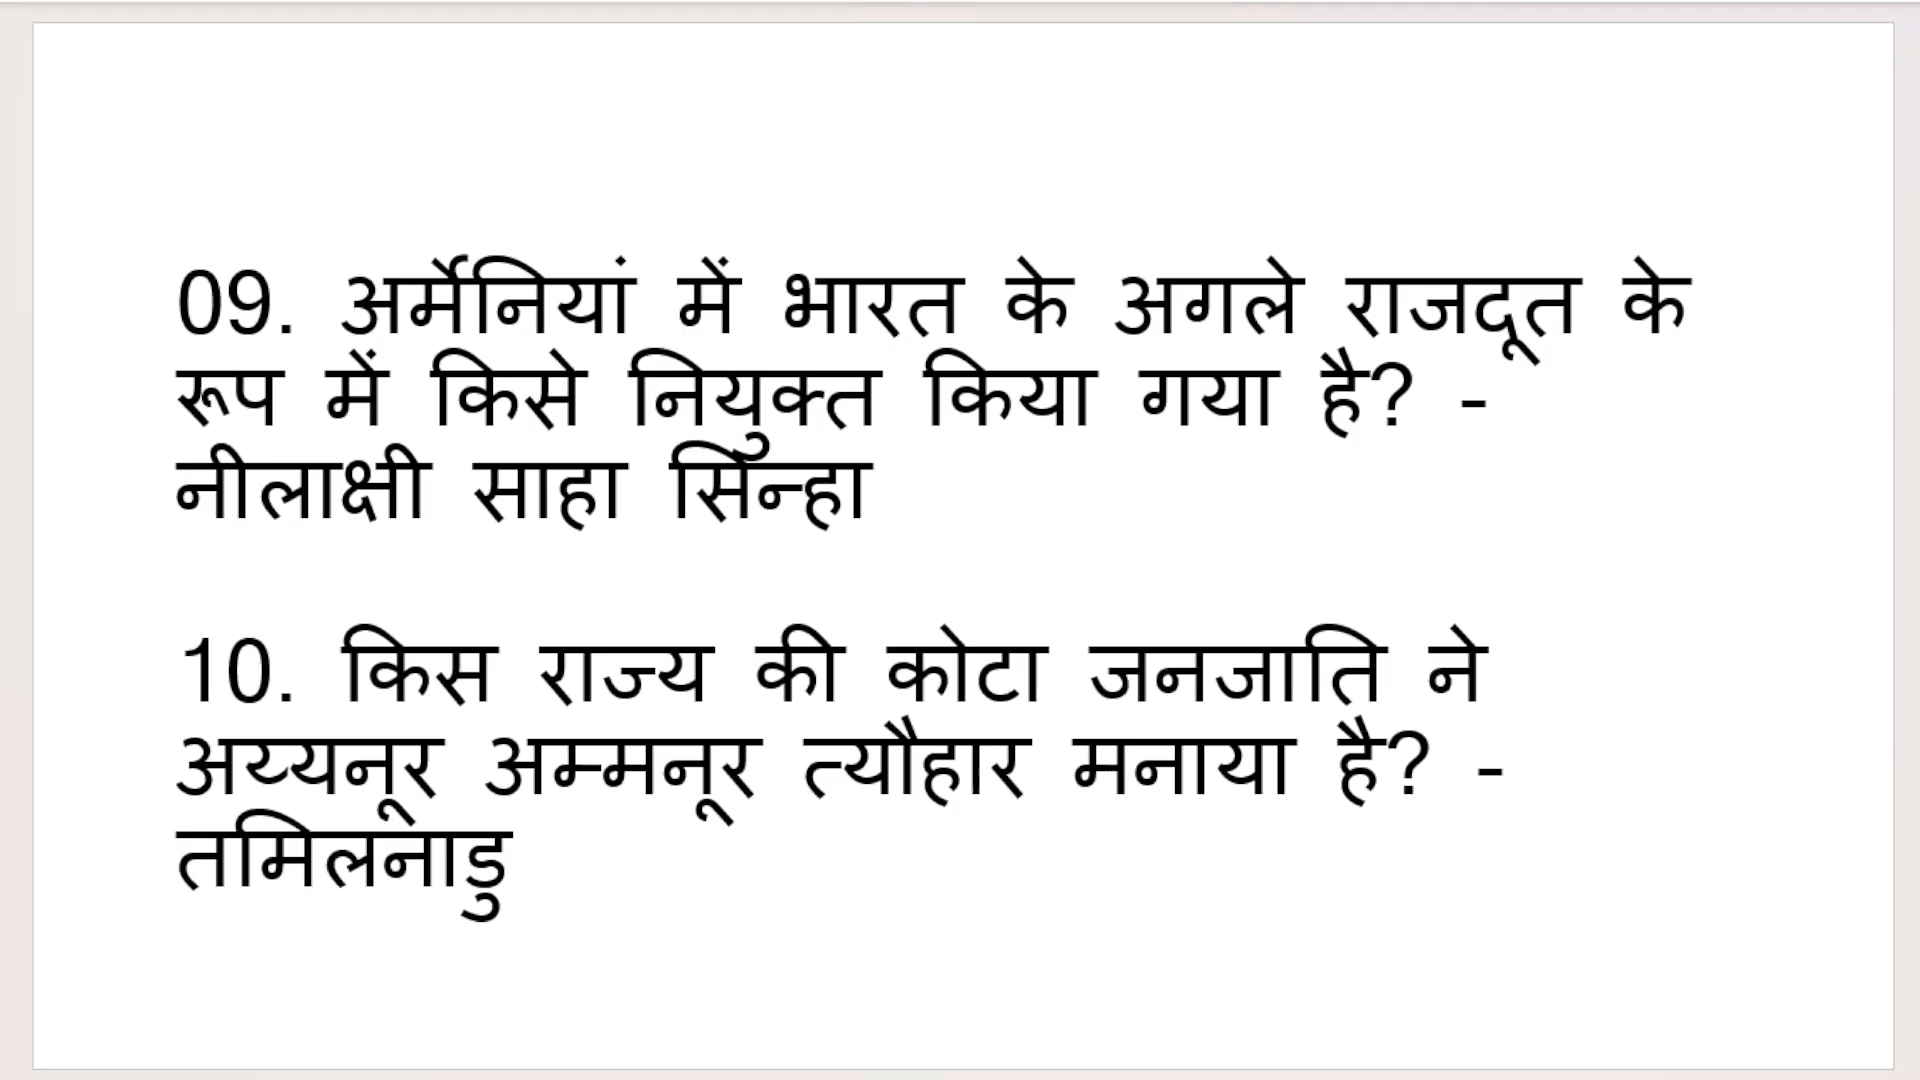 09. अर्मैनियां में भारत के अगले राजदूत के
रूप में किसे नियुक्त किया गया है? -
नीलाक्षी साहा सिन्हा
10. किस राज्य की कोटा जनजाति ने
अय्यनूर अम्मनूर त्यौहार मनाया है? -
तमिलनाडु